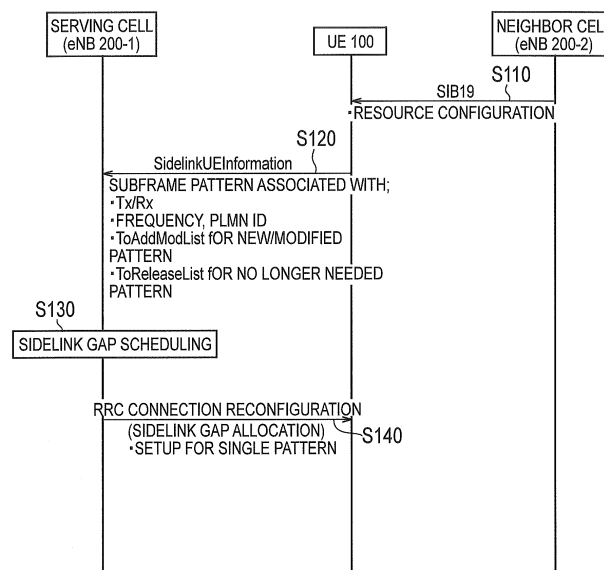 SERVING CELL
(eNB 200-1)
UE 100
NEIGHBOR CELL
(eNB 200-2)
S110
SIB19
・RESOURCE CONFIGURATION
S120
SidelinkUEInformation
SUBFRAME PATTERN ASSOCIATED WITH;
・Tx/Rx
・FREQUENCY, PLMN ID
・ToAddModList fOR NEW/MODIFIED
PATTERN
・ToReleaseList fOR NO LONGER NEEDED
PATTERN
S130
SIDELINK GAP SCHEDULING
RRC CONNECTION RECONFIGURATION
(SIDELINK GAP ALLOCATION)
S140
・SETUP FOR SINGLE PATTERN